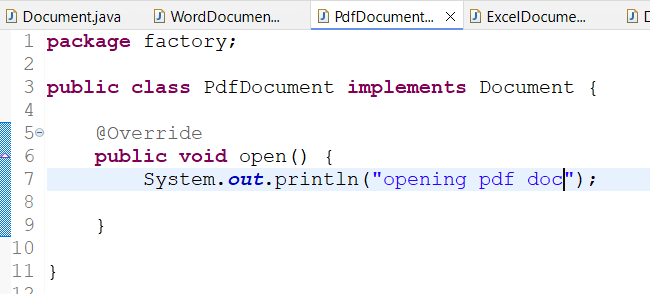 Document.java WordDocumen... PdfDocument... ExcelDocume... D
1 package factory;
2
3 public class PdfDocument implements Document {
4
5 @Override
6 public void open() {
7 System.out.println("opening pdf doc");
8
9 }
10
11 }
12